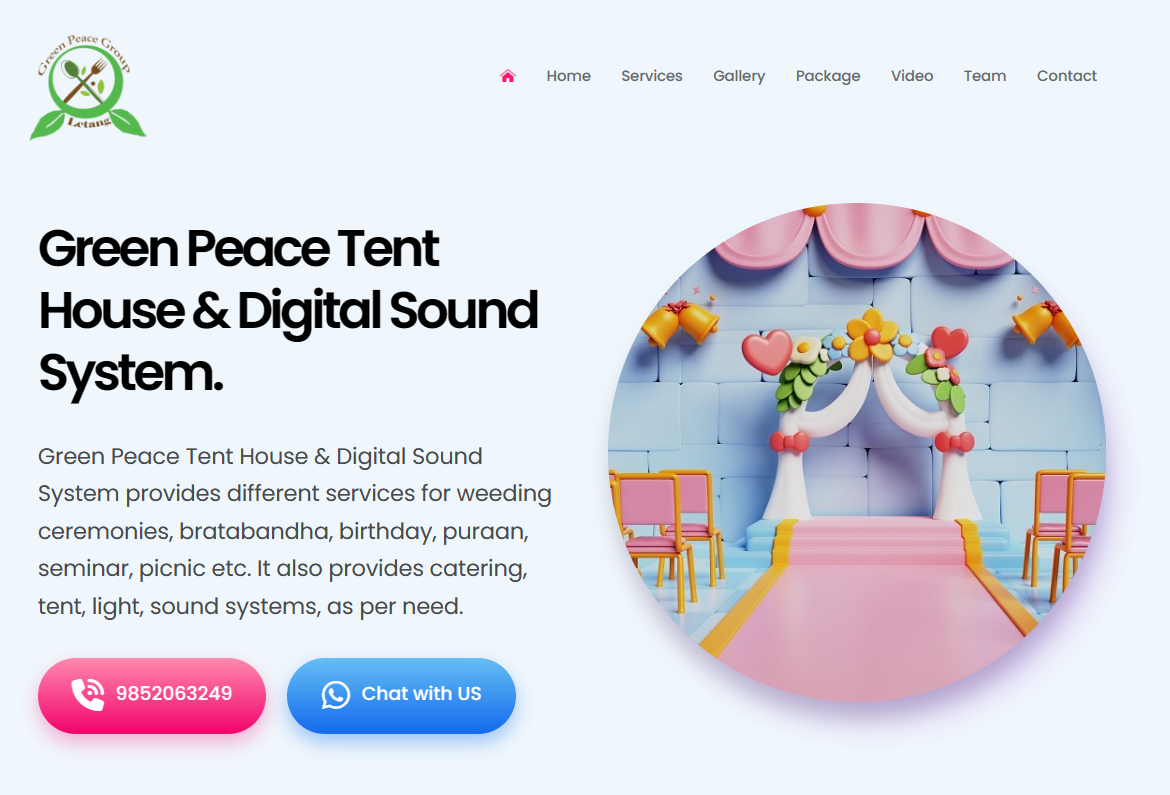 Green Peace Group
Letang
Home Services Gallery Package Video Team Contact
Green Peace Tent
House & Digital Sound
System.
Green Peace Tent House & Digital Sound
System provides different services for weeding
ceremonies, bratabandha, birthday, puraan,
seminar, picnic etc. It also provides catering,
tent, light, sound systems, as per need.
9852063249 Chat with US